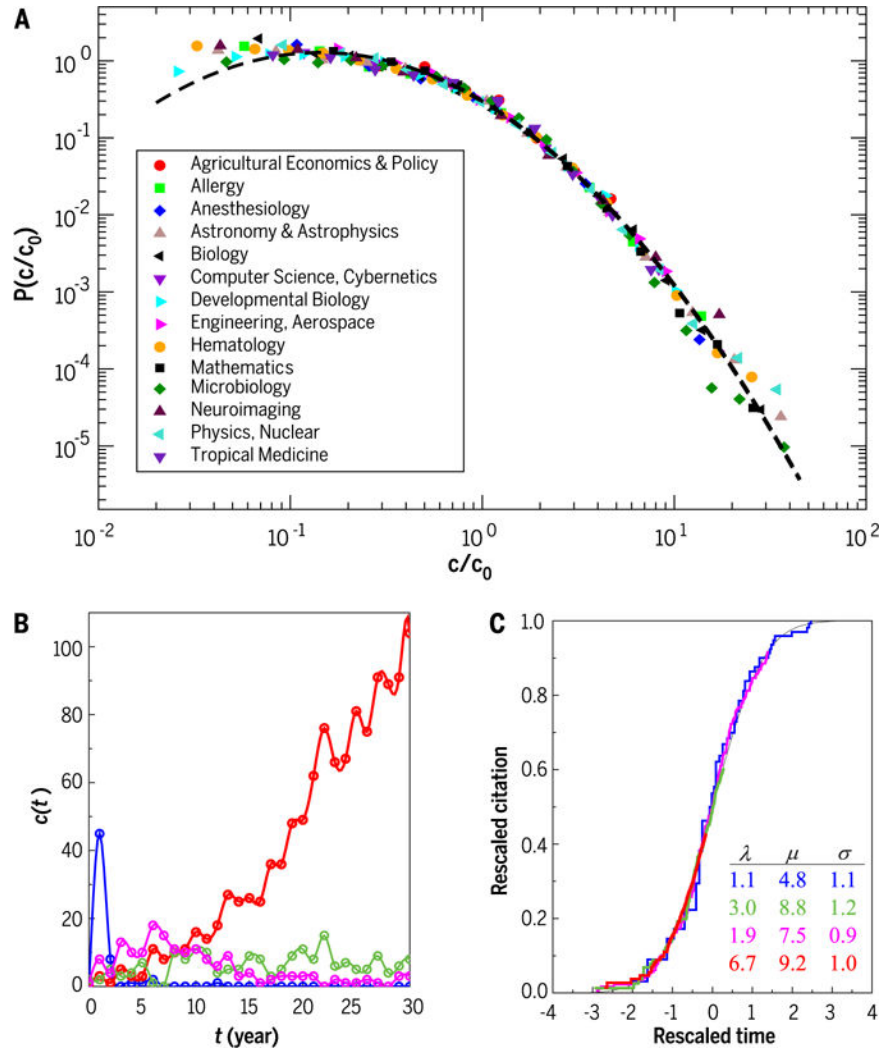 A
P(c/c0)
10^1
10^0
10^-1
10^-2
10^-3
10^-4
10^-5
Agricultural Economics & Policy
Allergy
Anesthesiology
Astronomy & Astrophysics
Biology
Computer Science, Cybernetics
Developmental Biology
Engineering, Aerospace
Hematology
Mathematics
Microbiology
Neuroimaging
Physics, Nuclear
Tropical Medicine
10^-2 10^-1 10^0 10^1 10^2
c/c0
B
c(t)
100
80
60
40
20
0
0 5 10 15 20 25 30
t (year)
C
Rescaled citation
1.0
0.8
0.6
0.4
0.2
0.0
λ μ σ
1.1 4.8 1.1
3.0 8.8 1.2
1.9 7.5 0.9
6.7 9.2 1.0
-4 -3 -2 -1 0 1 2 3 4
Rescaled time